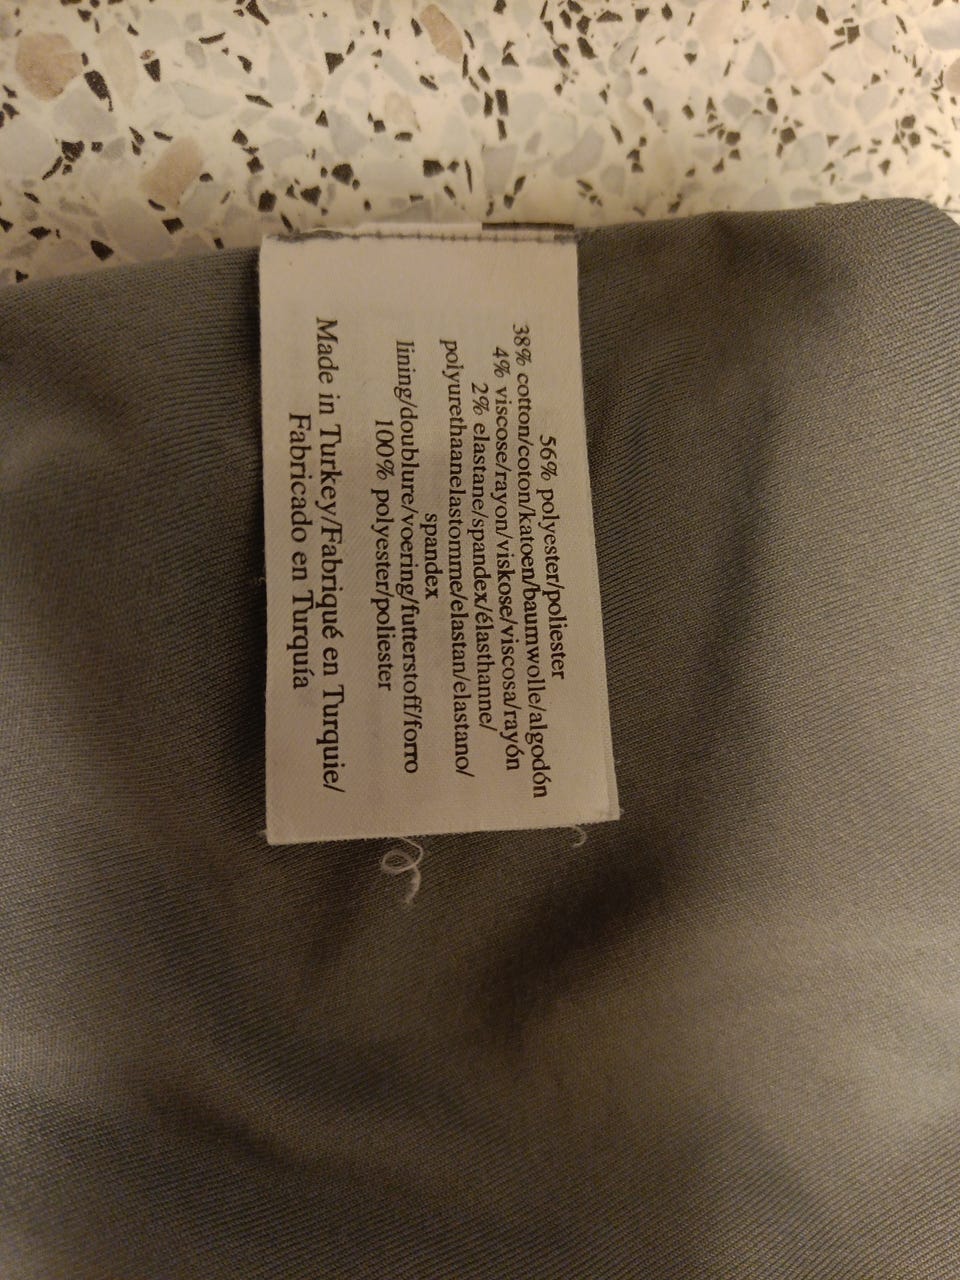 56% polyester/poliester
38% cotton/coton/katoen/baumwolle/algodón
4% viscose/rayon/viskose/viscosa/rayón
2% elastane/spandex/élasthanne/
polyurethaanelastomme/elastan/elastano/
spandex
lining/doublure/voering/futterstoff/forro
100% polyester/poliester
Made in Turkey/Fabriqué en Turquie/
Fabricado en Turquía